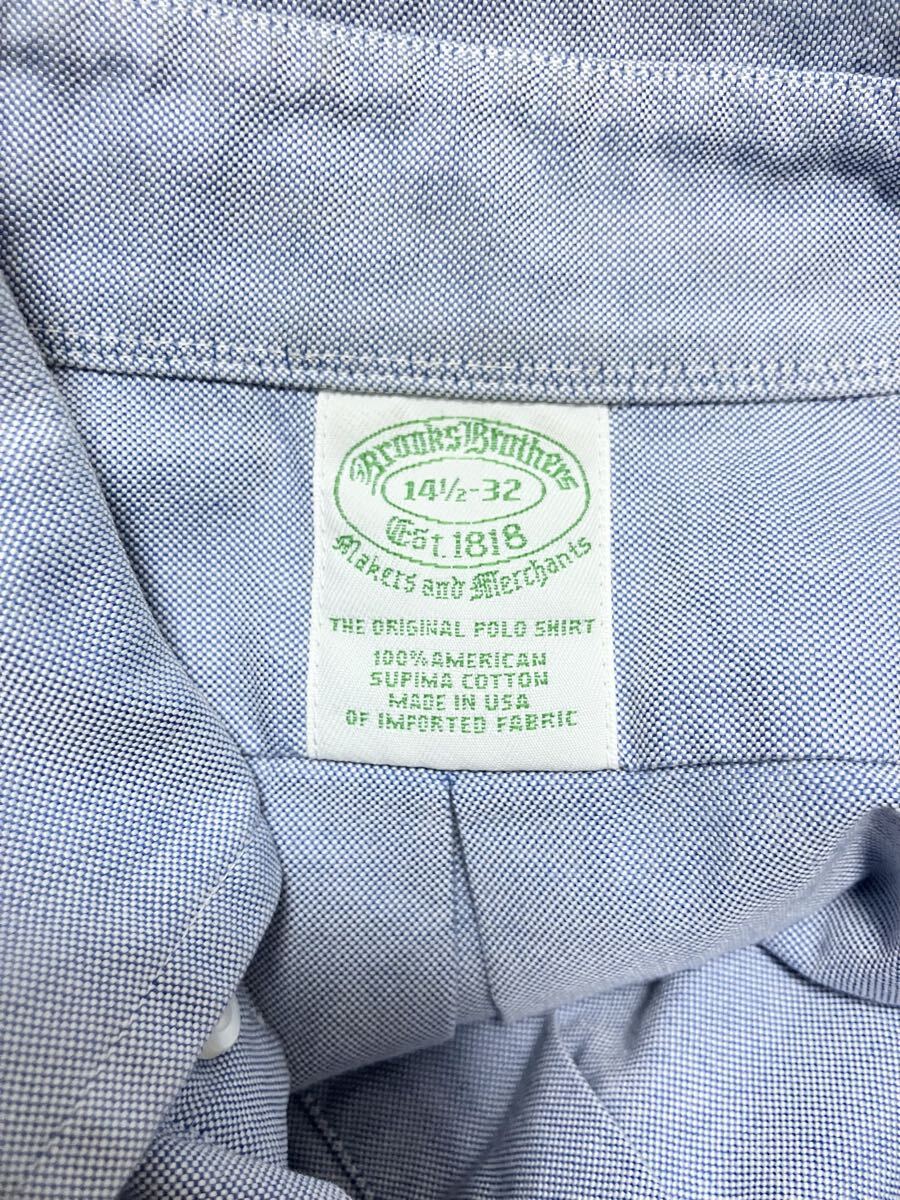 Brooks Brothers
14½-32
Est. 1818
Makers and Merchants
THE ORIGINAL POLO SHIRT
100% AMERICAN
SUPIMA COTTON
MADE IN USA
OF IMPORTED FABRIC